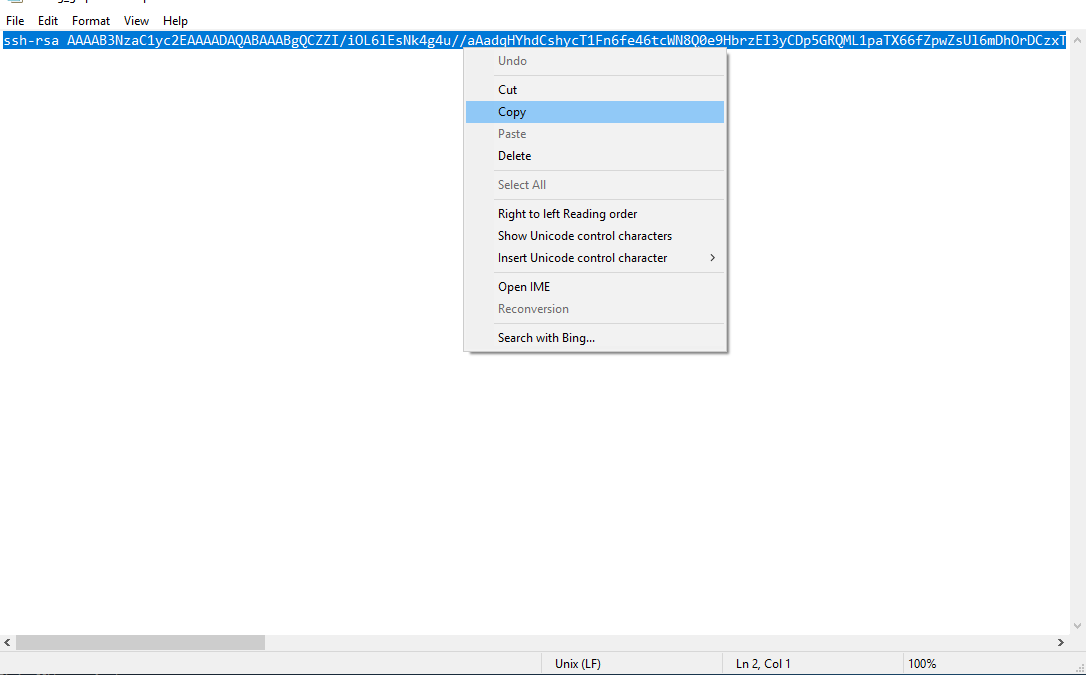 File Edit Format View Help
ssh-rsa AAAAB3NzaC1yc2EAAAADAQABAAABgQCZZI/iOL6lEsNk4g4u//aAadqHYhdCshycT1Fn6fe46tcWN8Q0e9HbrzEI3yCDp5GRQML1paTX66fZpwZsUl6mDhOrDCzxT
Undo
Cut
Copy
Paste
Delete
Select All
Right to left Reading order
Show Unicode control characters
Insert Unicode control character
Open IME
Reconversion
Search with Bing...
Unix (LF) Ln 2, Col 1 100%